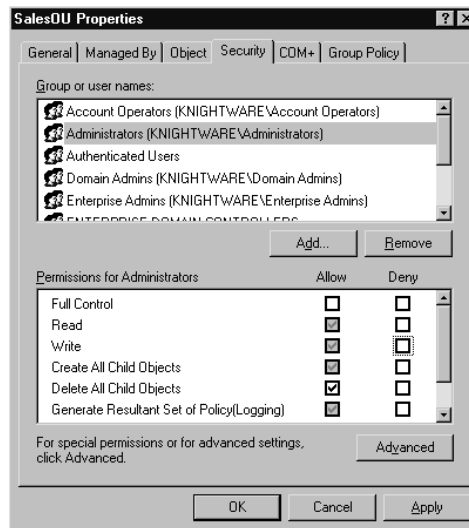 SalesOU Properties
General Managed By Object Security COM+ Group Policy
Group or user names:
Account Operators (KNIGHTWARE\Account Operators)
Administrators (KNIGHTWARE\Administrators)
Authenticated Users
Domain Admins (KNIGHTWARE\Domain Admins)
Enterprise Admins (KNIGHTWARE\Enterprise Admins)
ENTERPRISE DOMAIN CONTROLLERS
Add... Remove
Permissions for Administrators Allow Deny
Full Control
Read
Write
Create All Child Objects
Delete All Child Objects
Generate Resultant Set of Policy(Logging)
For special permissions or for advanced settings,
click Advanced.
Advanced
OK Cancel Apply